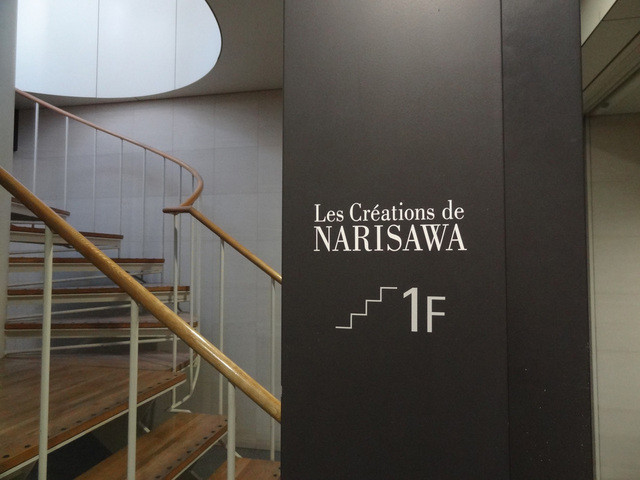 Les Créations de
NARISAWA
1F